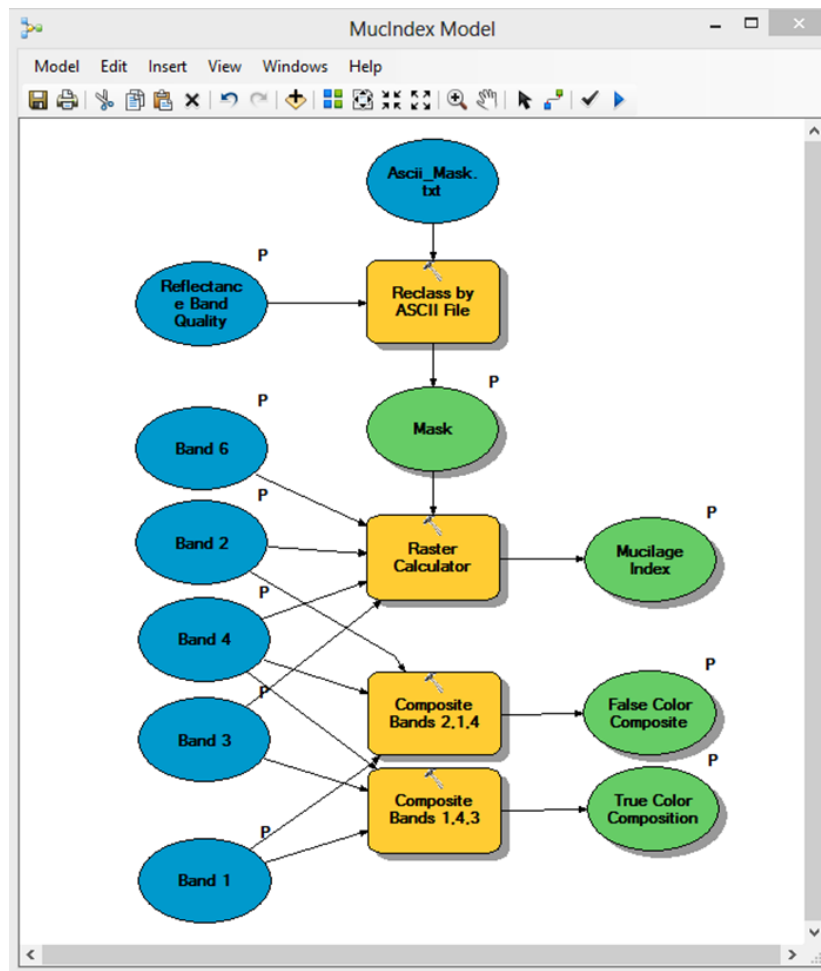 MucIndex Model
Model Edit Insert View Windows Help
Ascii_Mask.
txt
P
Reflectanc
e Band
Quality
Reclass by
ASCII File
P
Mask
P
Band 6
P
Band 2
Raster
Calculator
P
Mucilage
Index
P
Band 4
P
Band 3
Composite
Bands 2,1,4
P
False Color
Composite
Composite
Bands 1,4,3
P
True Color
Composition
P
Band 1